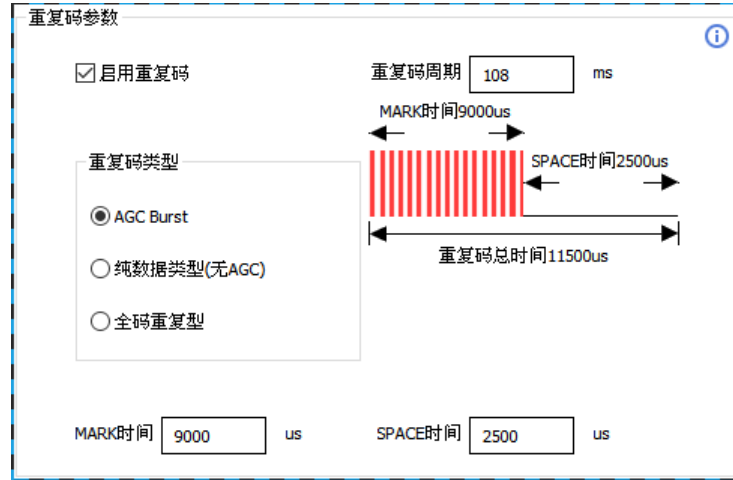 重复码参数
启用重复码
重复码周期 108 ms
MARK时间9000us
SPACE时间2500us
重复码总时间11500us
重复码类型
AGC Burst
纯数据类型(无AGC)
全码重复型
MARK时间 9000 us
SPACE时间 2500 us